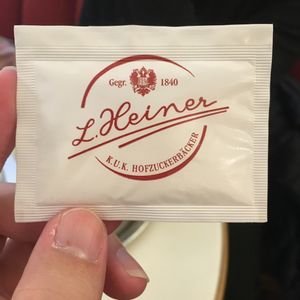 Gegr. 1840
L. Heiner
K.U.K. HOFZUCKERBÄCKER